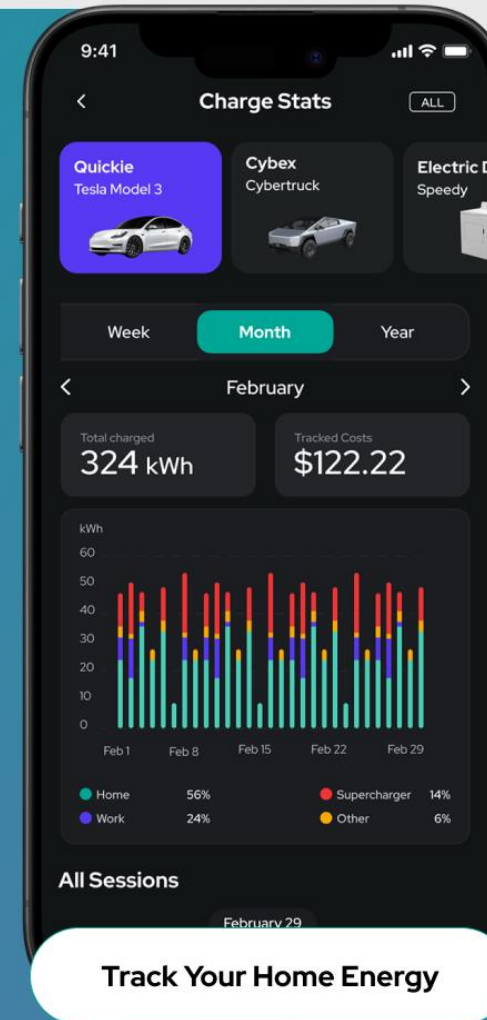 9:41
Charge Stats
ALL
Quickie
Tesla Model 3
Cybex
Cybertruck
Electric D
Speedy
Week Month Year
February
Total charged
324 kWh
Tracked Costs
$122.22
kWh
60
50
40
30
20
10
0
Feb 1 Feb 8 Feb 15 Feb 22 Feb 29
Home 56% Supercharger 14%
Work 24% Other 6%
All Sessions
February 29
Track Your Home Energy